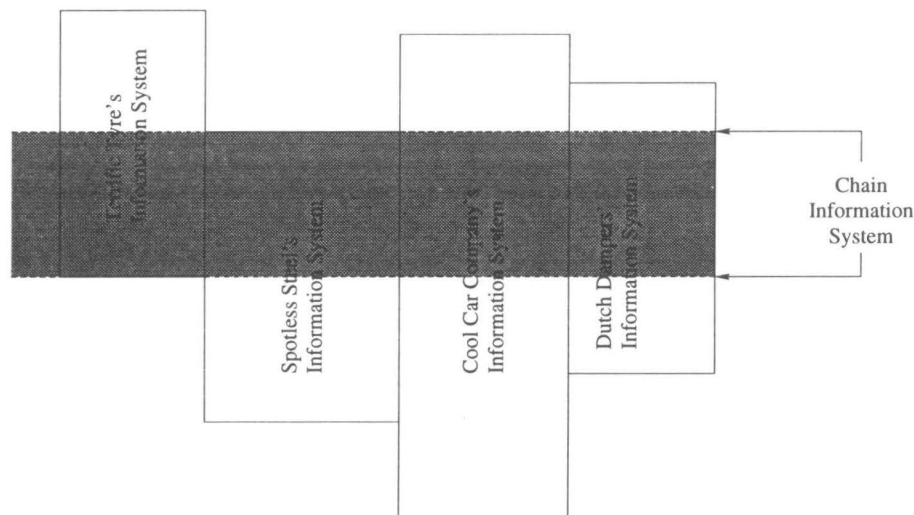 Terrific Tyre's
Information System
Spotless Steel's
Information System
Cool Car Company's
Information System
Dutch Dampers'
Information System
Chain
Information
System